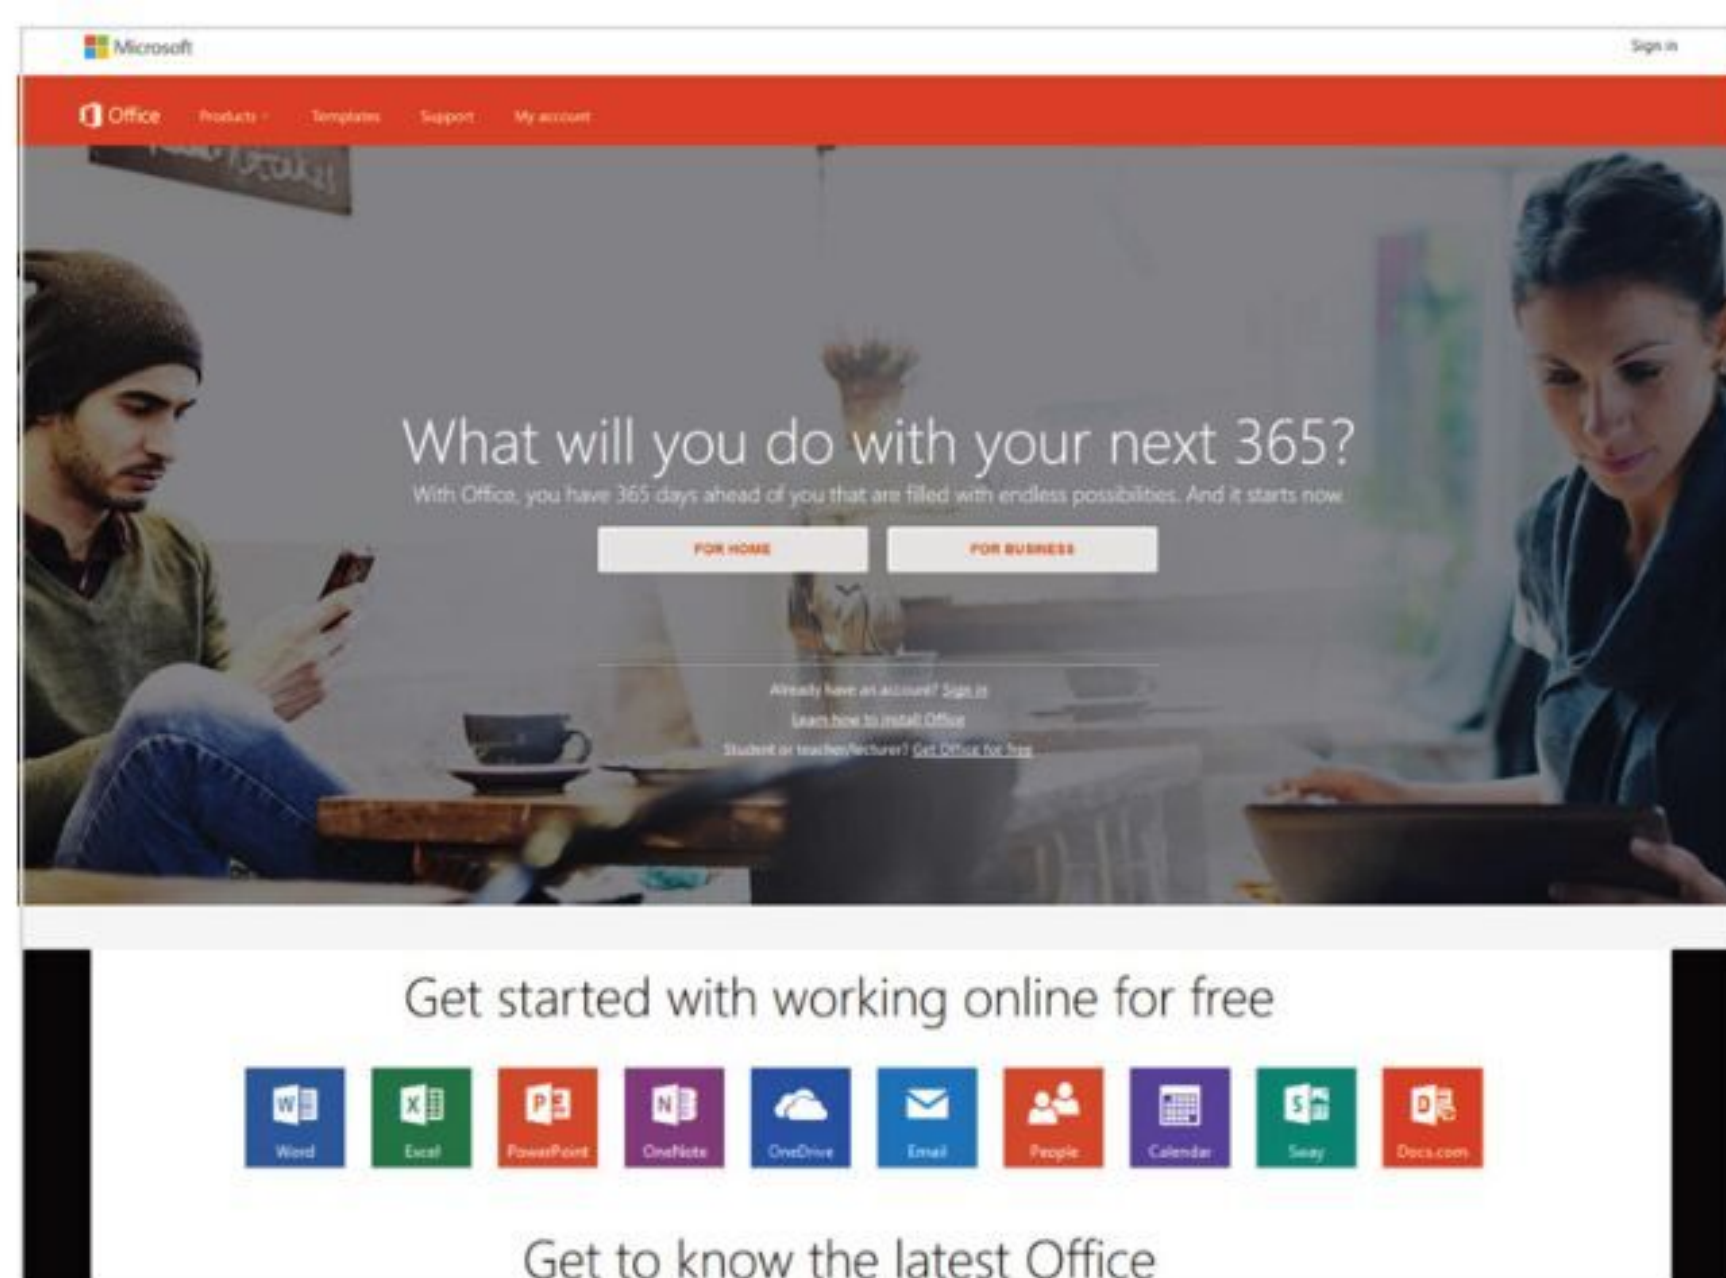 Microsoft
Sign in
Office Products Templates Support My account
What will you do with your next 365?
With Office, you have 365 days ahead of you that are filled with endless possibilities. And it starts now.
FOR HOME FOR BUSINESS
Already have an account? Sign in
Learn how to install Office
Student or teacher/lecturer? Get Office for free
Get started with working online for free
Word Excel PowerPoint OneNote OneDrive Email People Calendar Sway Docs.com
Get to know the latest Office